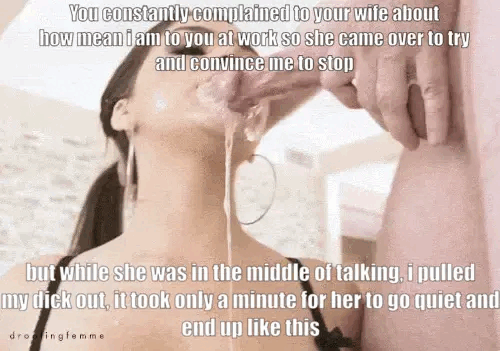 You constantly complained to your wife about
how mean i am to you at work so she came over to try
and convince me to stop
but while she was in the middle of talking, i pulled
my dick out, it took only a minute for her to go quiet and
end up like this